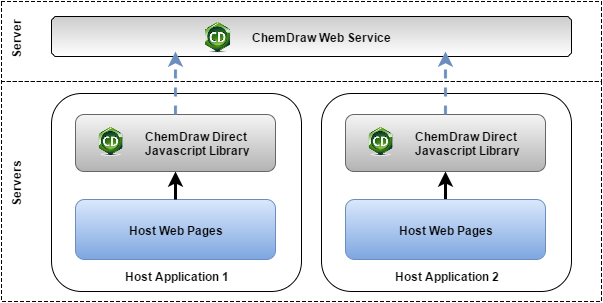 Server
CD
ChemDraw Web Service
Servers
CD
ChemDraw Direct
Javascript Library
Host Web Pages
Host Application 1
CD
ChemDraw Direct
Javascript Library
Host Web Pages
Host Application 2